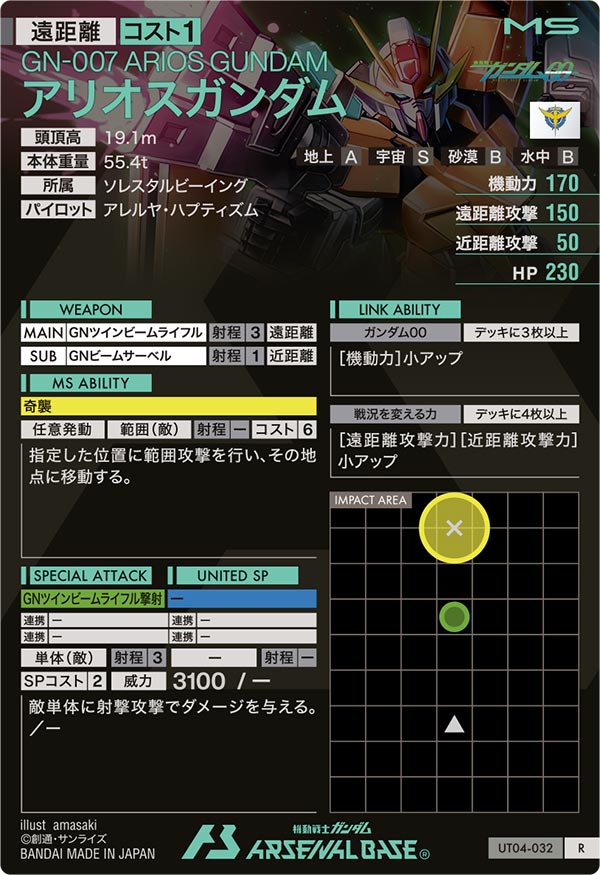 遠距離 コスト1 MS
GN-007 ARIOS GUNDAM
アリオスガンダム
ガンダム00
頭頂高 19.1m
本体重量 55.4t
所属 ソレスタルビーイング
パイロット アレルヤ・ハプティズム
地上 A 宇宙 S 砂漠 B 水中 B
機動力 170
遠距離攻撃 150
近距離攻撃 50
HP 230
WEAPON
MAIN GNツインビームライフル 射程 3 遠距離
SUB GNビームサーベル 射程 1 近距離
MS ABILITY
奇襲
任意発動 範囲(敵) 射程 ー コスト 6
指定した位置に範囲攻撃を行い、その地
点に移動する。
SPECIAL ATTACK UNITED SP
GNツインビームライフル撃射 ー
連携 ー 連携 ー
連携 ー 連携 ー
単体(敵) 射程 3 ー 射程 ー
SPコスト 2 威力 3100 / ー
敵単体に射撃攻撃でダメージを与える。
/ー
LINK ABILITY
ガンダム00 デッキに3枚以上
[機動力]小アップ
戦況を変える力 デッキに4枚以上
[遠距離攻撃力][近距離攻撃力]
小アップ
IMPACT AREA
illust amasaki
©創通・サンライズ
BANDAI MADE IN JAPAN
機動戦士ガンダム
ARSENAL BASE®
UT04-032 R